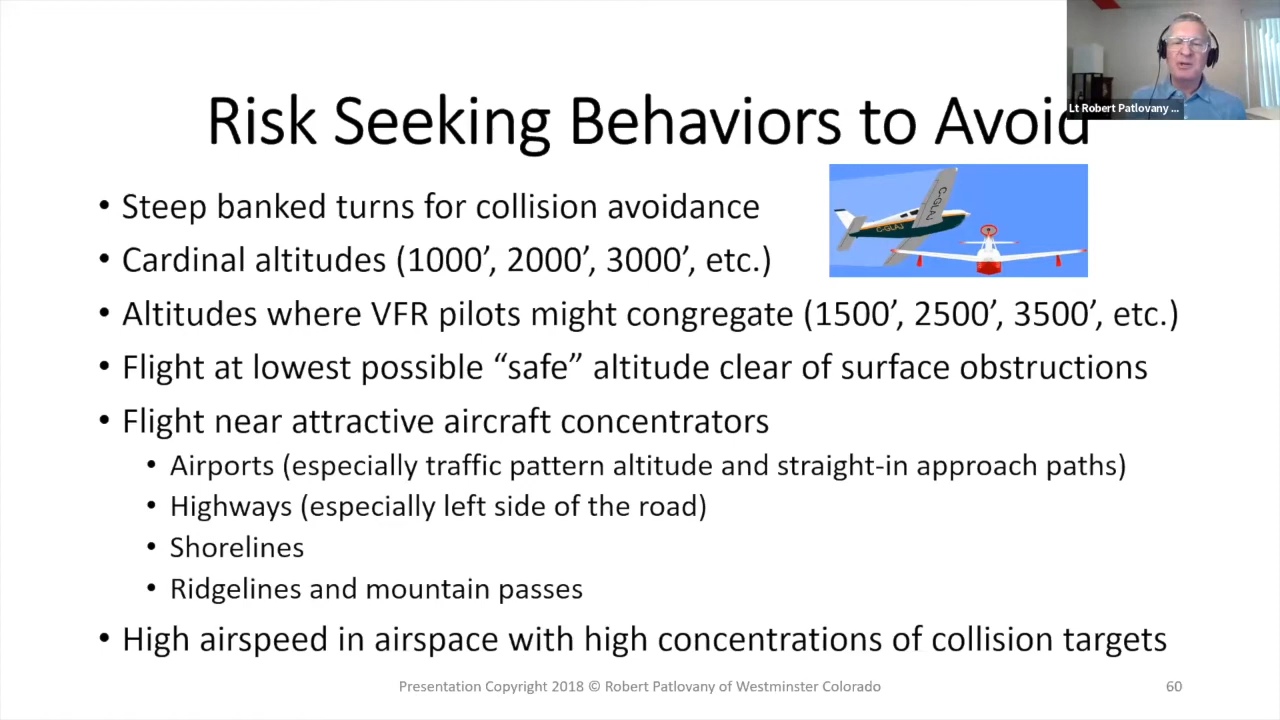 Lt Robert Patlovany ...
Risk Seeking Behaviors to Avoid
• Steep banked turns for collision avoidance
C-GLAJ
C-GLAJ
• Cardinal altitudes (1000’, 2000’, 3000’, etc.)
• Altitudes where VFR pilots might congregate (1500’, 2500’, 3500’, etc.)
• Flight at lowest possible “safe” altitude clear of surface obstructions
• Flight near attractive aircraft concentrators
• Airports (especially traffic pattern altitude and straight-in approach paths)
• Highways (especially left side of the road)
• Shorelines
• Ridgelines and mountain passes
• High airspeed in airspace with high concentrations of collision targets
Presentation Copyright 2018 © Robert Patlovany of Westminster Colorado
60